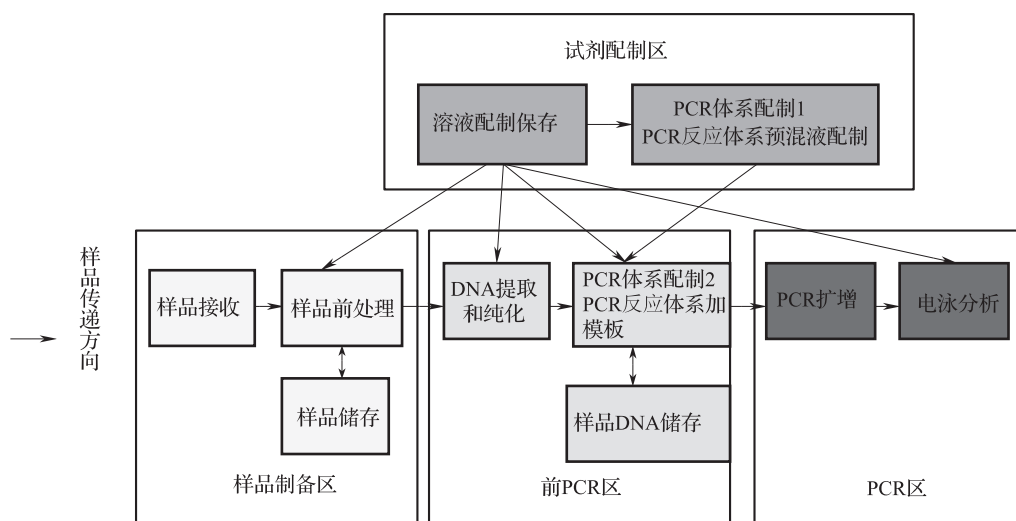 试剂配制区
溶液配制保存
PCR体系配制1
PCR反应体系预混液配制
样品传递方向
样品接收
样品前处理
样品储存
样品制备区
DNA提取
和纯化
PCR体系配制2
PCR反应体系加
模板
样品DNA储存
前PCR区
PCR扩增
电泳分析
PCR区